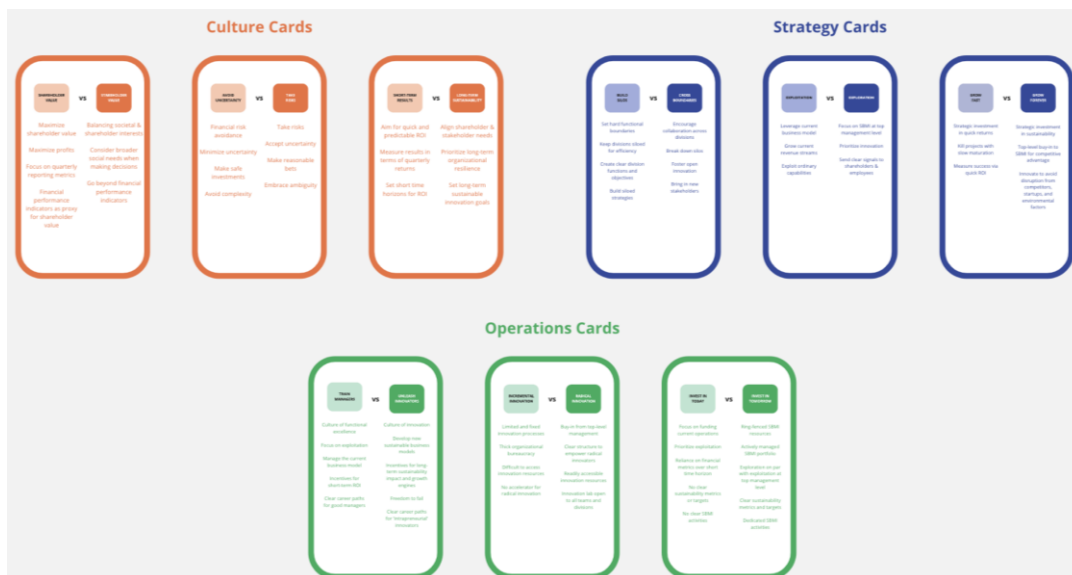 Culture Cards
SHAREHOLDER
VALUE
VS
STAKEHOLDER
VALUE
Maximize
shareholder value
Maximize profits
Focus on quarterly
reporting metrics
Financial
performance
indicators as proxy
for shareholder
value
Balancing societal &
shareholder interests
Consider broader
social needs when
making decisions
Go beyond financial
performance
indicators
AVOID
UNCERTAINTY
VS
TAKE
RISKS
Financial risk
avoidance
Minimize uncertainty
Make safe
investments
Avoid complexity
Take risks
Accept uncertainty
Make reasonable
bets
Embrace ambiguity
SHORT-TERM
RESULTS
VS
LONG-TERM
SUSTAINABILITY
Aim for quick and
predictable ROI
Measure results in
terms of quarterly
returns
Set short time
horizons for ROI
Align shareholder &
stakeholder needs
Prioritize long-term
organizational
resilience
Set long-term
sustainable
innovation goals
Strategy Cards
BUILD
SILOS
VS
CROSS
BOUNDARIES
Set hard functional
boundaries
Keep divisions siloed for
efficiency
Create clear division
functions and
objectives
Build siloed
strategies
Encourage
collaboration across
divisions
Break down silos
Foster open
innovation
Bring in new
stakeholders
EXPLOITATION
VS
EXPLORATION
Leverage current
business model
Grow current
revenue streams
Exploit ordinary
capabilities
Focus on SBMI at top
management level
Prioritize innovation
Send clear signals to
shareholders &
employees
GROW
FAST
VS
GROW
FOREVER
Strategic investment
in quick returns
Kill projects with
slow maturation
Measure success via
quick ROI
Strategic investment
in sustainability
Top-level buy-in to
SBMI for competitive
advantage
Innovate to avoid
disruption from
competitors,
startups, and
environmental
factors
Operations Cards
TRAIN
MANAGERS
VS
UNLEASH
INNOVATORS
Culture of functional
excellence
Focus on exploitation
Manage the current
business model
Incentives for
short-term ROI
Clear career paths
for good managers
Culture of innovation
Develop new
sustainable business
models
Incentives for long-
term sustainability
impact and growth
engines
Freedom to fail
Clear career paths
for 'intrapreneurial'
innovators
INCREMENTAL
INNOVATION
VS
RADICAL
INNOVATION
Limited and fixed
innovation processes
Thick organizational
bureaucracy
Difficult to access
innovation resources
No accelerator for
radical innovation
Buy-in from top-level
management
Clear structure to
empower radical
innovators
Readily accessible
innovation resources
Innovation lab open
to all teams and
divisions
INVEST IN
TODAY
VS
INVEST IN
TOMORROW
Focus on funding
current operations
Prioritize exploitation
Reliance on financial
metrics over short
time horizon
No clear
sustainability metrics
or targets
No clear SBMI
activities
Ring-fenced SBMI
resources
Actively managed
SBMI portfolio
Exploration on par
with exploitation at
top management
level
Clear sustainability
metrics and targets
Dedicated SBMI
activities